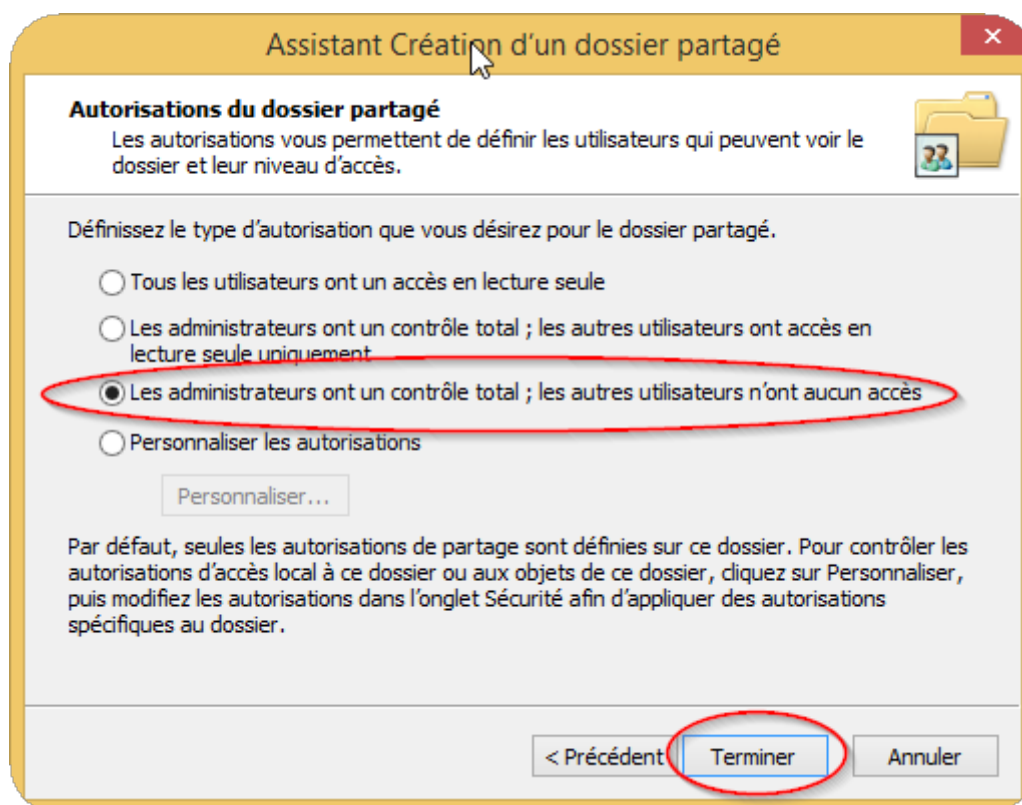 Assistant Création d’un dossier partagé
Autorisations du dossier partagé
Les autorisations vous permettent de définir les utilisateurs qui peuvent voir le
dossier et leur niveau d’accès.
Définissez le type d’autorisation que vous désirez pour le dossier partagé.
Tous les utilisateurs ont un accès en lecture seule
Les administrateurs ont un contrôle total ; les autres utilisateurs ont accès en
lecture seule uniquement
Les administrateurs ont un contrôle total ; les autres utilisateurs n’ont aucun accès
Personnaliser les autorisations
Personnaliser...
Par défaut, seules les autorisations de partage sont définies sur ce dossier. Pour contrôler les
autorisations d’accès local à ce dossier ou aux objets de ce dossier, cliquez sur Personnaliser,
puis modifiez les autorisations dans l’onglet Sécurité afin d’appliquer des autorisations
spécifiques au dossier.
< Précédent Terminer Annuler